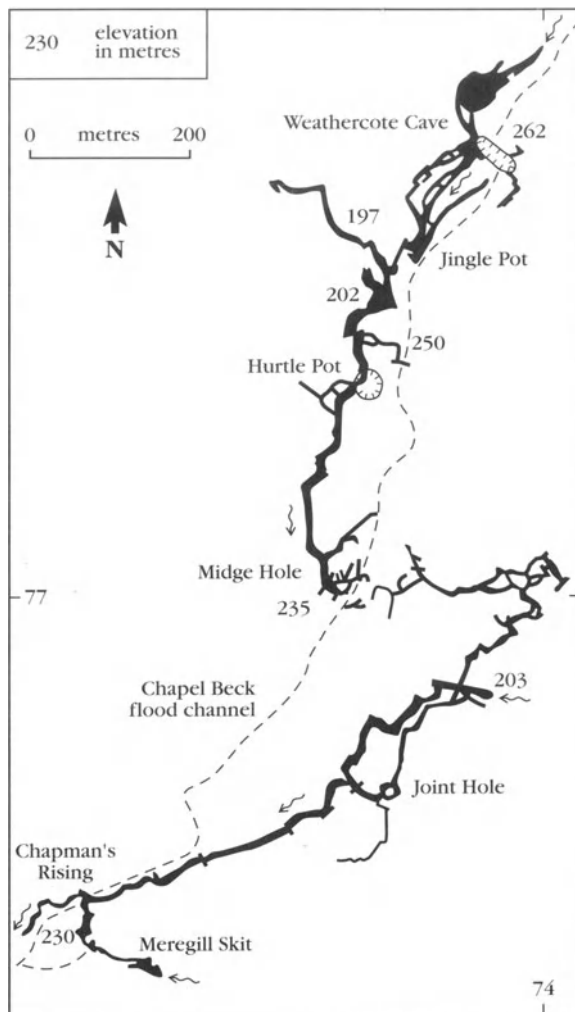 230 elevation
in metres
0 metres 200
N
Weathercote Cave
262
197
Jingle Pot
202
250
Hurtle Pot
Midge Hole
77
235
203
Chapel Beck
flood channel
Joint Hole
Chapman's
Rising
230
Meregill Skit
74